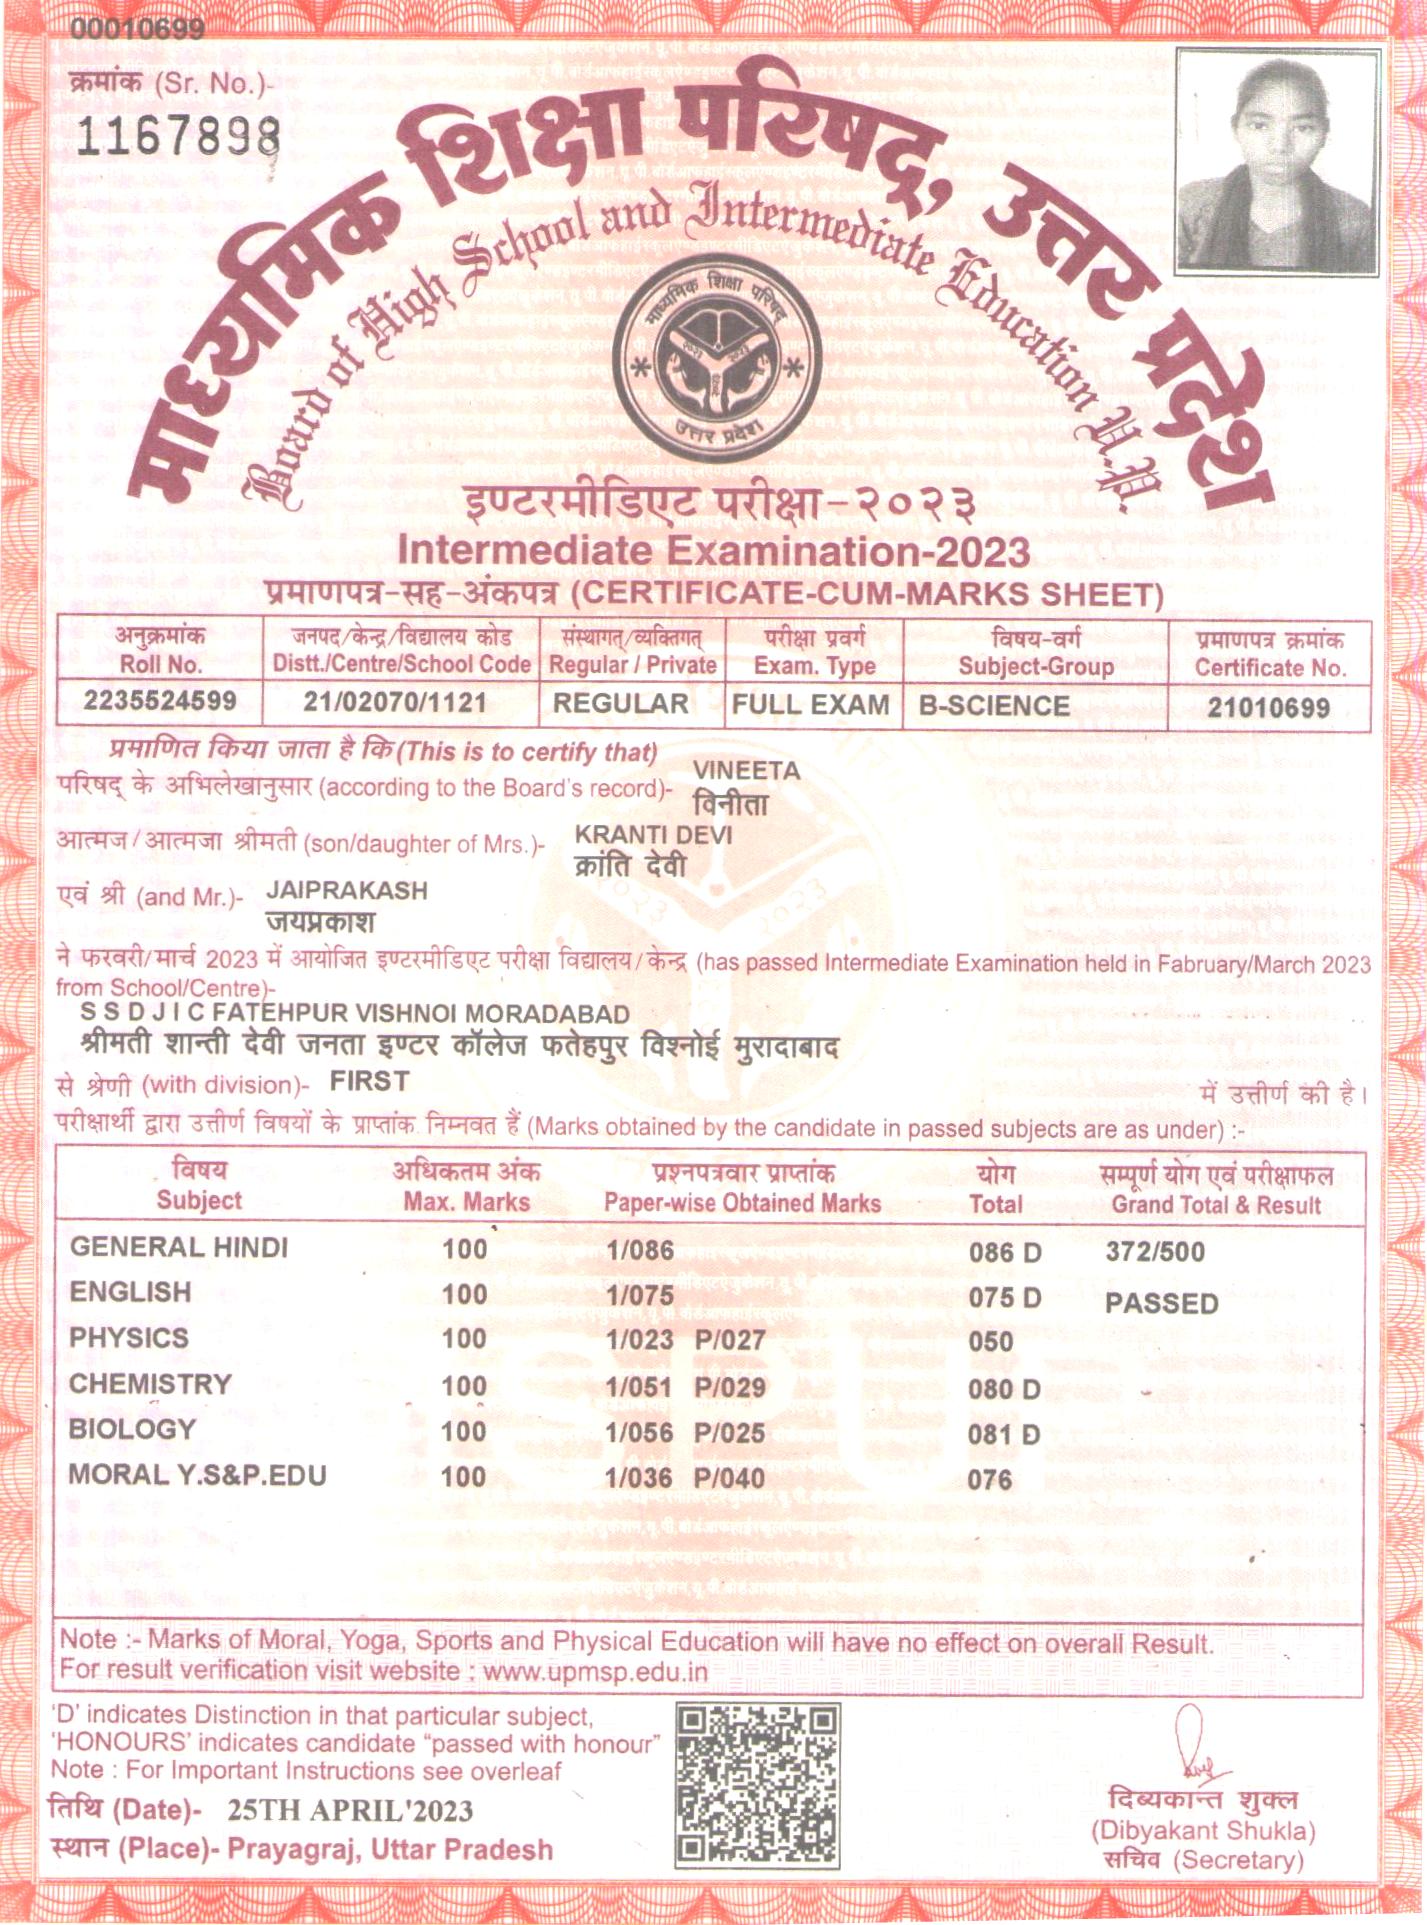 00010699
क्रमांक (Sr. No.)-
1167898
माध्यमिक शिक्षा परिषद्, उत्तर प्रदेश
Board of High School and Intermediate Education U.P.
माध्यमिक शिक्षा परिषद्
२०२३ २०२३
उत्तर प्रदेश
इण्टरमीडिएट परीक्षा-२०२३
Intermediate Examination-2023
प्रमाणपत्र-सह-अंकपत्र (CERTIFICATE-CUM-MARKS SHEET)
अनुक्रमांक जनपद/केन्द्र/विद्यालय कोड संस्थागत्/व्यक्तिगत् परीक्षा प्रवर्ग विषय-वर्ग प्रमाणपत्र क्रमांक
Roll No. Distt./Centre/School Code Regular / Private Exam. Type Subject-Group Certificate No.
2235524599 21/02070/1121 REGULAR FULL EXAM B-SCIENCE 21010699
प्रमाणित किया जाता है कि (This is to certify that)
परिषद् के अभिलेखानुसार (according to the Board's record)- VINEETA
विनीता
आत्मज/आत्मजा श्रीमती (son/daughter of Mrs.)- KRANTI DEVI
क्रांति देवी
एवं श्री (and Mr.)- JAIPRAKASH
जयप्रकाश
ने फरवरी/मार्च 2023 में आयोजित इण्टरमीडिएट परीक्षा विद्यालय/केन्द्र (has passed Intermediate Examination held in Fabruary/March 2023
from School/Centre)-
S S D J I C FATEHPUR VISHNOI MORADABAD
श्रीमती शान्ती देवी जनता इण्टर कॉलेज फतेहपुर विश्नोई मुरादाबाद
से श्रेणी (with division)- FIRST में उत्तीर्ण की है।
परीक्षार्थी द्वारा उत्तीर्ण विषयों के प्राप्तांक निम्नवत हैं (Marks obtained by the candidate in passed subjects are as under) :-
विषय अधिकतम अंक प्रश्नपत्रवार प्राप्तांक योग सम्पूर्ण योग एवं परीक्षाफल
Subject Max. Marks Paper-wise Obtained Marks Total Grand Total & Result
GENERAL HINDI 100 1/086 086 D 372/500
ENGLISH 100 1/075 075 D PASSED
PHYSICS 100 1/023 P/027 050
CHEMISTRY 100 1/051 P/029 080 D
BIOLOGY 100 1/056 P/025 081 D
MORAL Y.S&P.EDU 100 1/036 P/040 076
Note :- Marks of Moral, Yoga, Sports and Physical Education will have no effect on overall Result.
For result verification visit website : www.upmsp.edu.in
'D' indicates Distinction in that particular subject,
'HONOURS' indicates candidate "passed with honour"
Note : For Important Instructions see overleaf
तिथि (Date)- 25TH APRIL'2023
स्थान (Place)- Prayagraj, Uttar Pradesh
दिब्यकान्त शुक्ल
(Dibyakant Shukla)
सचिव (Secretary)